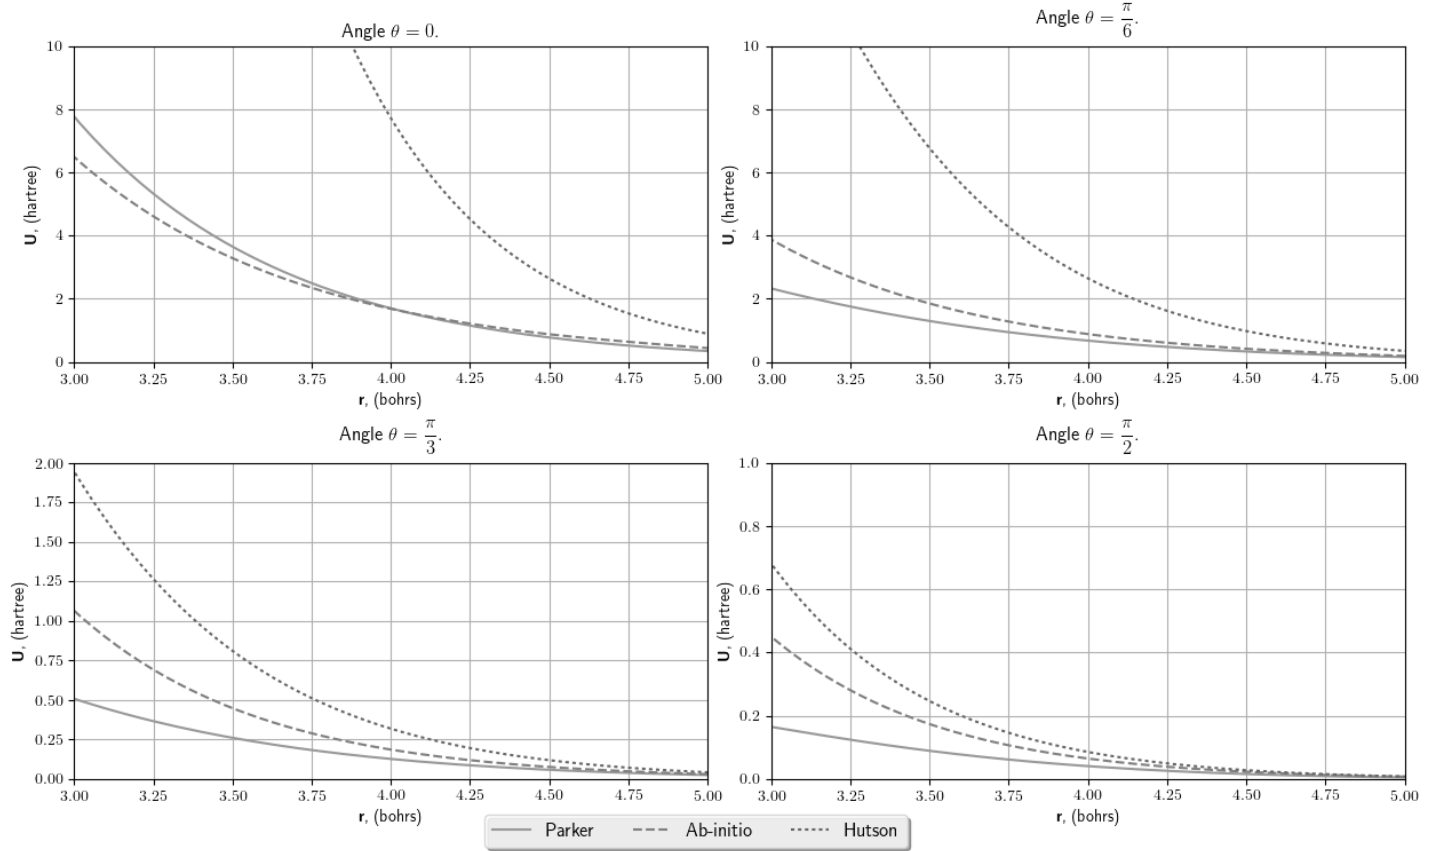 Angle θ = 0.
10
8
6
4
2
0
U, (hartree)
3.00 3.25 3.50 3.75 4.00 4.25 4.50 4.75 5.00
r, (bohrs)
Angle θ = π/6.
10
8
6
4
2
0
U, (hartree)
3.00 3.25 3.50 3.75 4.00 4.25 4.50 4.75 5.00
r, (bohrs)
Angle θ = π/3.
2.00
1.75
1.50
1.25
1.00
0.75
0.50
0.25
0.00
U, (hartree)
3.00 3.25 3.50 3.75 4.00 4.25 4.50 4.75 5.00
r, (bohrs)
Angle θ = π/2.
1.0
0.8
0.6
0.4
0.2
0.0
U, (hartree)
3.00 3.25 3.50 3.75 4.00 4.25 4.50 4.75 5.00
r, (bohrs)
Parker Ab-initio Hutson